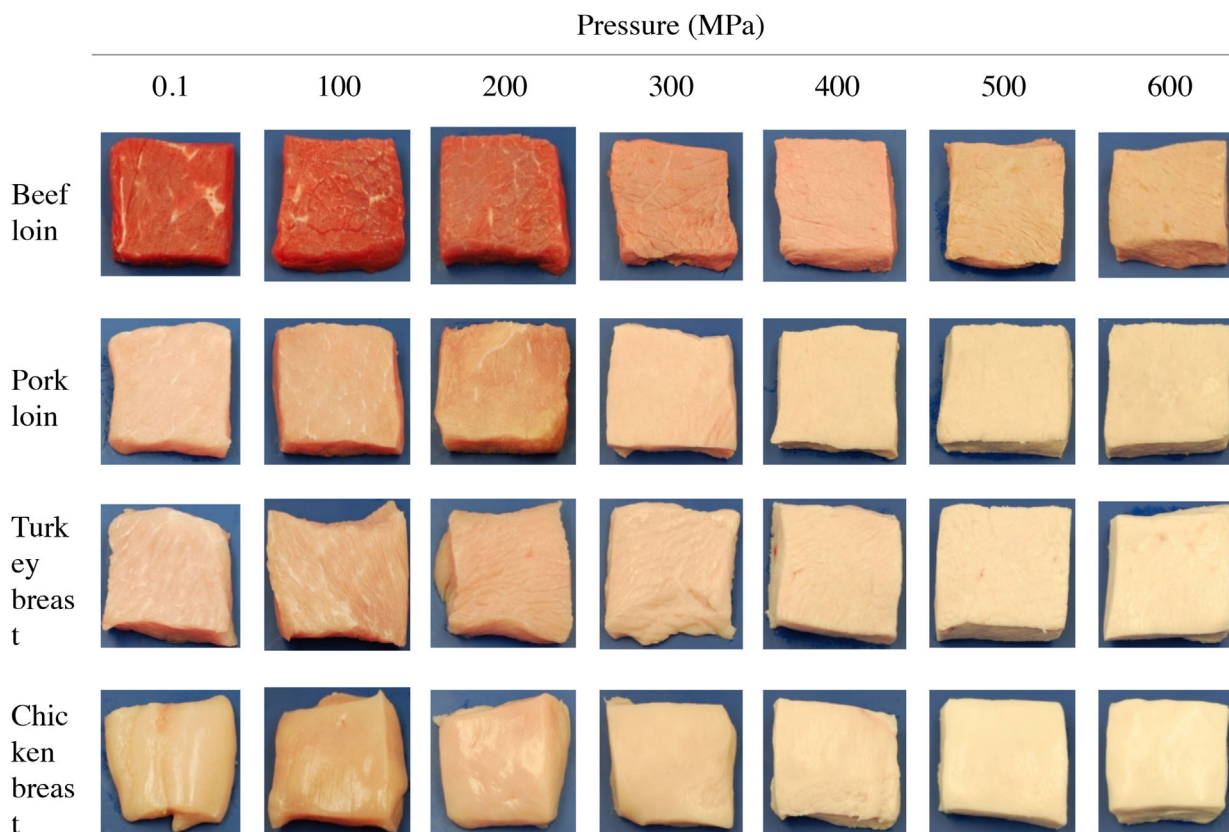 Pressure (MPa)
0.1 100 200 300 400 500 600
Beef
loin
Pork
loin
Turk
ey
breas
t
Chic
ken
breas
t